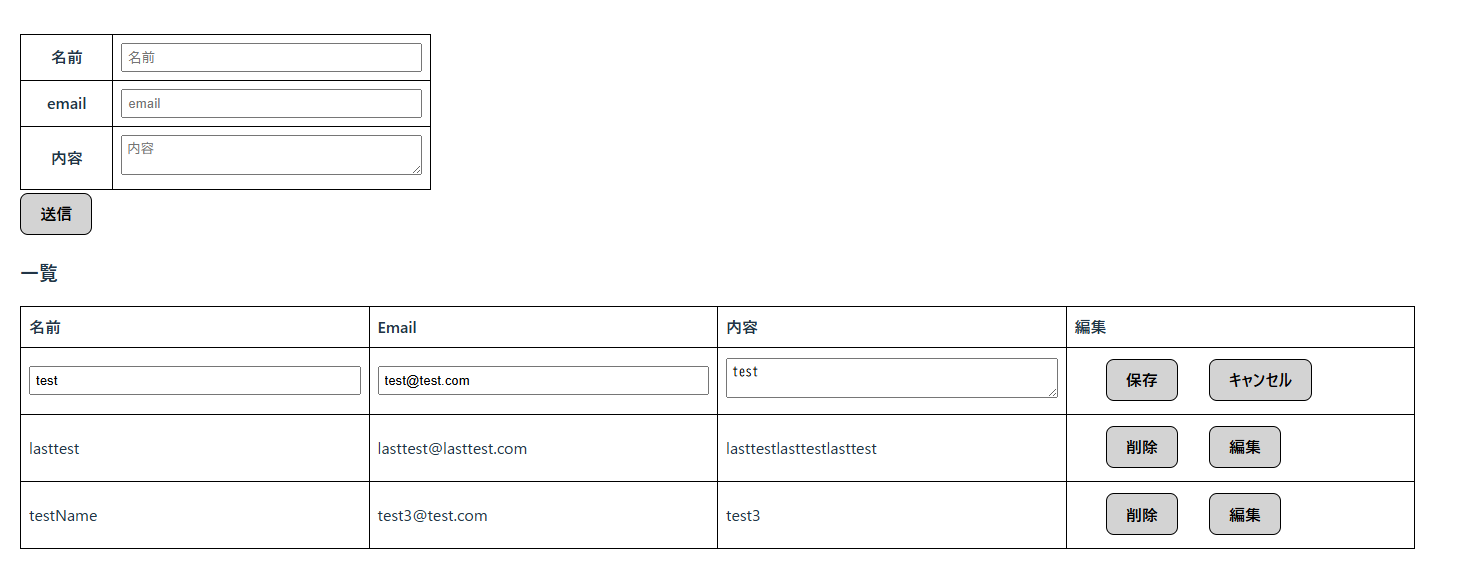 名前 名前
email email
内容 内容
送信
一覧
名前 Email 内容 編集
test test@test.com test 保存 キャンセル
lasttest lasttest@lasttest.com lasttestlasttestlasttest 削除 編集
testName test3@test.com test3 削除 編集